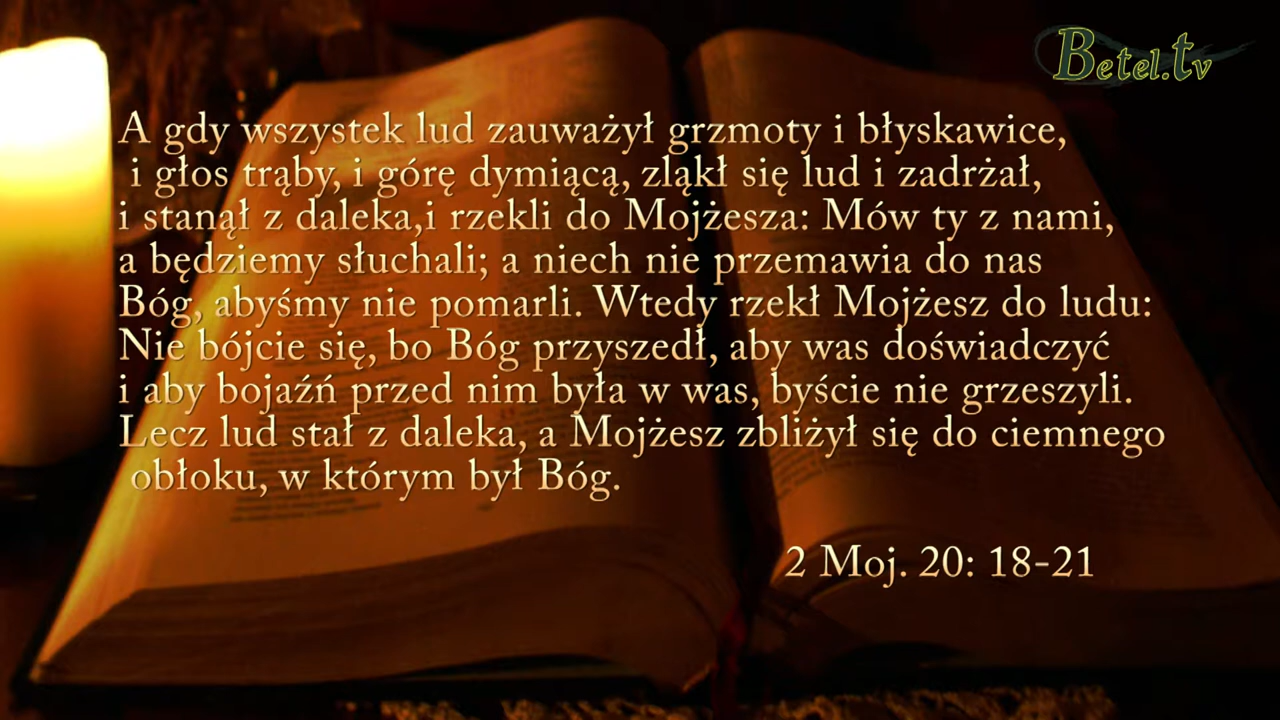 Betel.tv
A gdy wszystek lud zauważył grzmoty i błyskawice,
i głos trąby, i górę dymiącą, zląkł się lud i zadrżał,
i stanął z daleka,i rzekli do Mojżesza: Mów ty z nami,
a będziemy słuchali; a niech nie przemawia do nas
Bóg, abyśmy nie pomarli. Wtedy rzekł Mojżesz do ludu:
Nie bójcie się, bo Bóg przyszedł, aby was doświadczyć
i aby bojaźń przed nim była w was, byście nie grzeszyli.
Lecz lud stał z daleka, a Mojżesz zbliżył się do ciemnego
obłoku, w którym był Bóg.
2 Moj. 20: 18-21